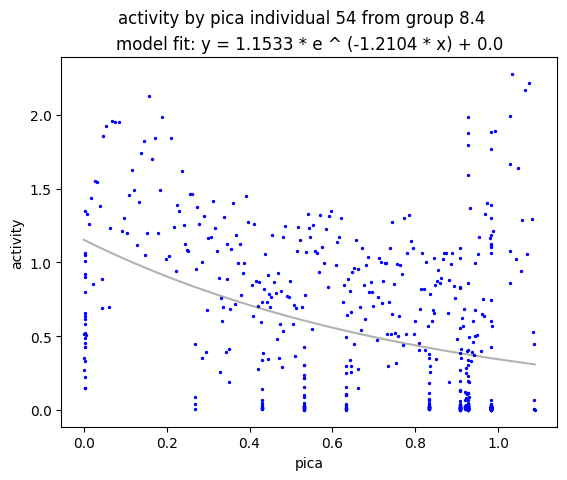 activity by pica individual 54 from group 8.4
model fit: y = 1.1533 * e ^ (-1.2104 * x) + 0.0
2.0
1.5
1.0
0.5
0.0
activity
0.0 0.2 0.4 0.6 0.8 1.0
pica